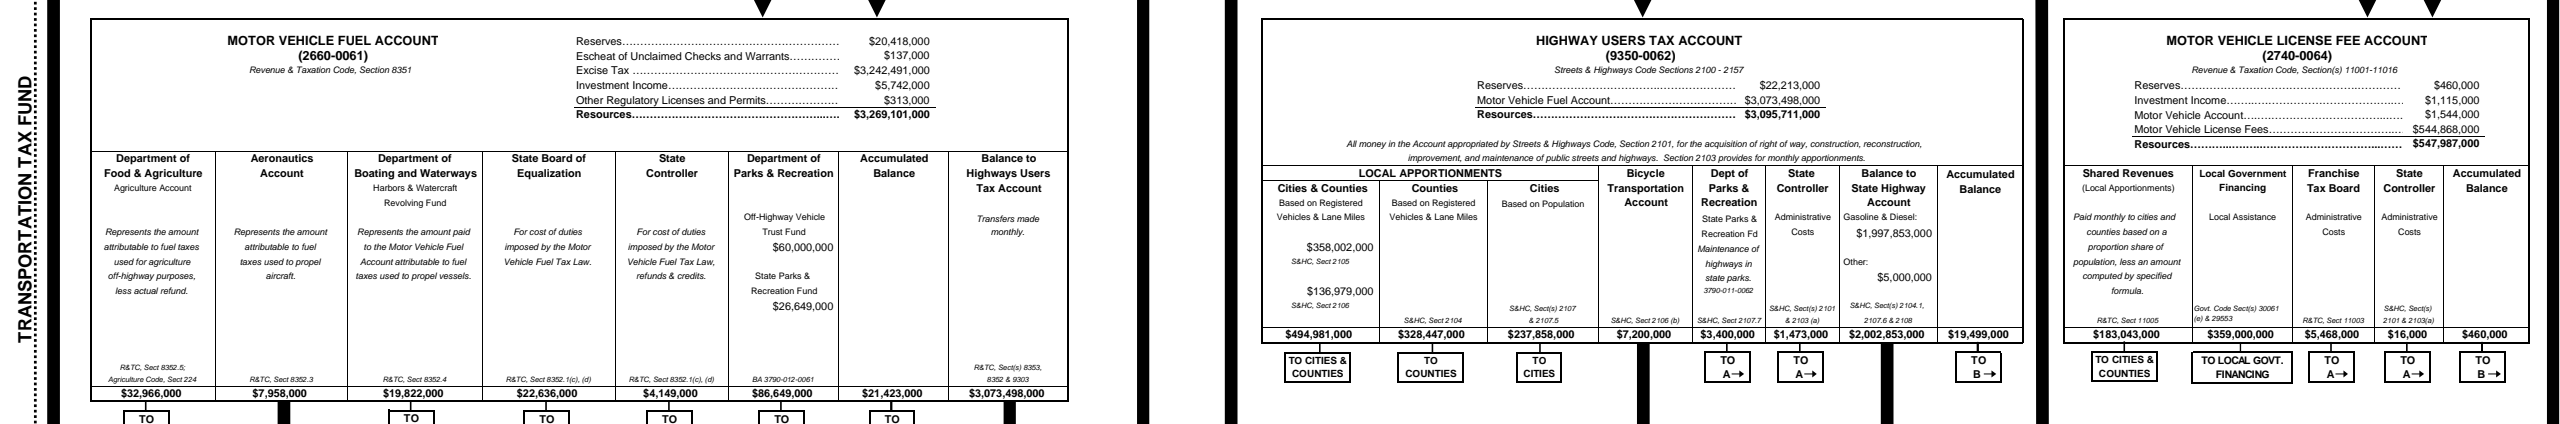 TRANSPORTATION TAX FUND
MOTOR VEHICLE FUEL ACCOUNT
(2660-0061)
Revenue & Taxation Code, Section 8351
Reserves…………………………………………………… $20,418,000
Escheat of Unclaimed Checks and Warrants………… $137,000
Excise Tax ………………………………………………… $3,242,491,000
Investment Income………………………………………… $5,742,000
Other Regulatory Licenses and Permits………………… $313,000
Resources………………………………………………….... $3,269,101,000
Department of
Food & Agriculture
Agriculture Account
Represents the amount
attributable to fuel taxes
used for agriculture
off-highway purposes,
less actual refund.
R&TC, Sect 8352.5;
Agriculture Code, Sect 224
$32,966,000
TO
Aeronautics
Account
Represents the amount
attributable to fuel
taxes used to propel
aircraft.
R&TC, Sect 8352.3
$7,958,000
Department of
Boating and Waterways
Harbors & Watercraft
Revolving Fund
Represents the amount paid
to the Motor Vehicle Fuel
Account attributable to fuel
taxes used to propel vessels.
R&TC, Sect 8352.4
$19,822,000
TO
State Board of
Equalization
For cost of duties
imposed by the Motor
Vehicle Fuel Tax Law.
R&TC, Sect 8352.1(c), (d)
$22,636,000
TO
State
Controller
For cost of duties
imposed by the Motor
Vehicle Fuel Tax Law,
refunds & credits.
R&TC, Sect 8352.1(c), (d)
$4,149,000
TO
Department of
Parks & Recreation
Off-Highway Vehicle
Trust Fund
$60,000,000
State Parks &
Recreation Fund
$26,649,000
BA 3790-012-0061
$86,649,000
TO
Accumulated
Balance
$21,423,000
TO
Balance to
Highways Users
Tax Account
Transfers made
monthly.
R&TC, Sect(s) 8353,
8352 & 9303
$3,073,498,000
HIGHWAY USERS TAX ACCOUNT
(9350-0062)
Streets & Highways Code Sections 2100 - 2157
Reserves…………………………………………………… $22,213,000
Motor Vehicle Fuel Account……………………………… $3,073,498,000
Resources…………………………………………………… $3,095,711,000
All money in the Account appropriated by Streets & Highways Code, Section 2101, for the acquisition of right of way, construction, reconstruction,
improvement, and maintenance of public streets and highways. Section 2103 provides for monthly apportionments.
LOCAL APPORTIONMENTS
Cities & Counties
Based on Registered
Vehicles & Lane Miles
$358,002,000
S&HC, Sect 2105
$136,979,000
S&HC, Sect 2106
$494,981,000
TO CITIES &
COUNTIES
Counties
Based on Registered
Vehicles & Lane Miles
S&HC, Sect 2104
$328,447,000
TO
COUNTIES
Cities
Based on Population
S&HC, Sect(s) 2107
& 2107.5
$237,858,000
TO
CITIES
Bicycle
Transportation
Account
S&HC, Sect 2106 (b)
$7,200,000
Dept of
Parks &
Recreation
State Parks &
Recreation Fd
Maintenance of
highways in
state parks.
3790-011-0062
S&HC, Sect 2107.7
$3,400,000
TO
A→
State
Controller
Administrative
Costs
S&HC, Sect(s) 2101
& 2103 (a)
$1,473,000
TO
A→
Balance to
State Highway
Account
Gasoline & Diesel:
$1,997,853,000
Other:
$5,000,000
S&HC, Sect(s) 2104.1,
2107.6 & 2108
$2,002,853,000
Accumulated
Balance
$19,499,000
TO
B→
MOTOR VEHICLE LICENSE FEE ACCOUNT
(2740-0064)
Revenue & Taxation Code, Section(s) 11001-11016
Reserves…………………………………………… $460,000
Investment Income………………………………… $1,115,000
Motor Vehicle Account…………………………….. $1,544,000
Motor Vehicle License Fees………………………. $544,868,000
Resources…………………………………………… $547,987,000
Shared Revenues
(Local Apportionments)
Paid monthly to cities and
counties based on a
proportion share of
population, less an amount
computed by specified
formula.
R&TC, Sect 11005
$183,043,000
TO CITIES &
COUNTIES
Local Government
Financing
Local Assistance
Govt. Code Sect(s) 30061
(e) & 29553
$359,000,000
TO LOCAL GOVT.
FINANCING
Franchise
Tax Board
Administrative
Costs
R&TC, Sect 11003
$5,468,000
TO
A→
State
Controller
Administrative
Costs
S&HC, Sect(s)
2101 & 2103(a)
$16,000
TO
A→
Accumulated
Balance
$460,000
TO
B→